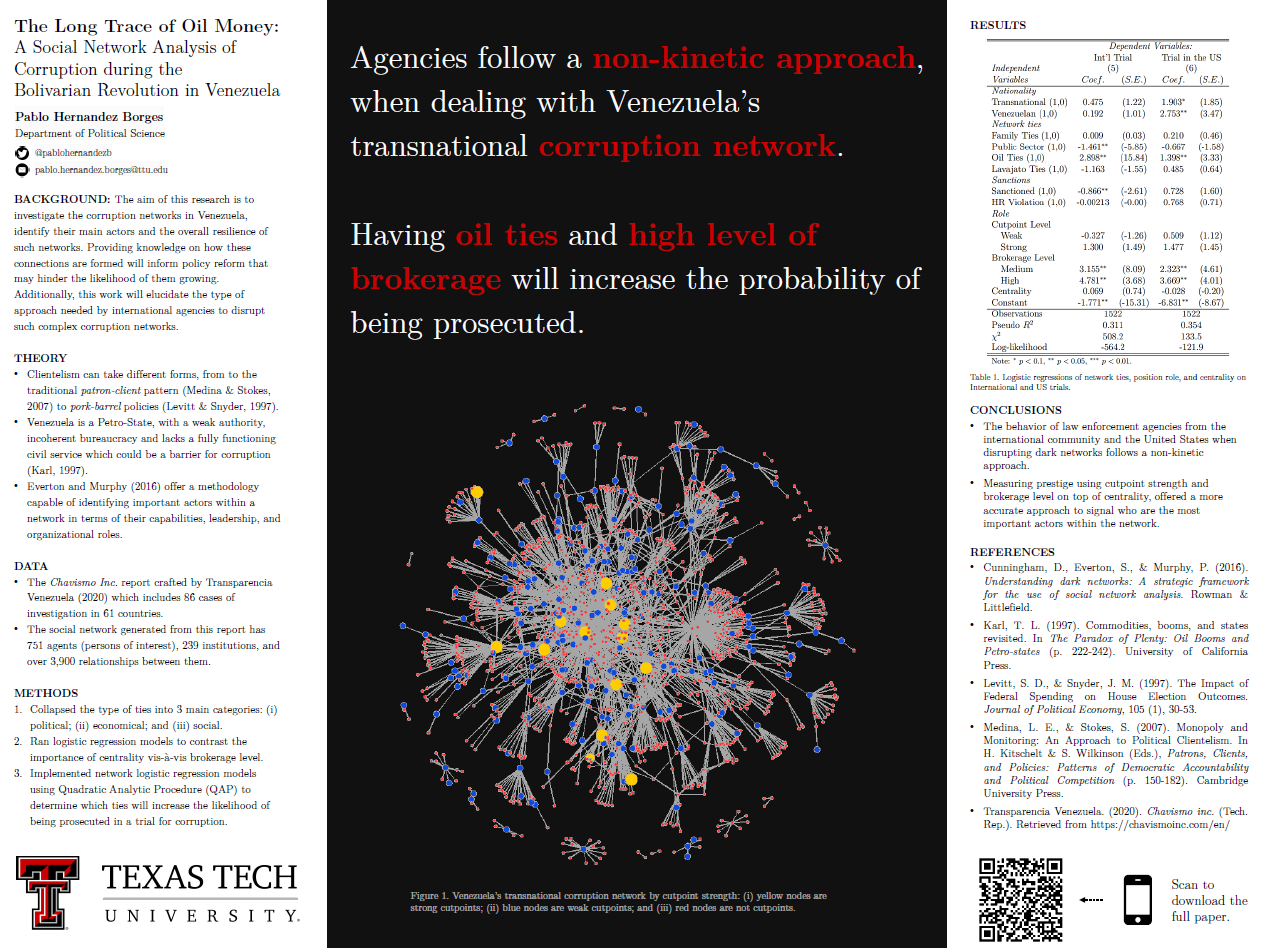 The Long Trace of Oil Money:
A Social Network Analysis of
Corruption during the
Bolivarian Revolution in Venezuela
Pablo Hernandez Borges
Department of Political Science
@pablohernandezb
pablo.hernandez.borges@ttu.edu
BACKGROUND: The aim of this research is to
investigate the corruption networks in Venezuela,
identify their main actors and the overall resilience of
such networks. Providing knowledge on how these
connections are formed will inform policy reform that
may hinder the likelihood of them growing.
Additionally, this work will elucidate the type of
approach needed by international agencies to disrupt
such complex corruption networks.
THEORY
• Clientelism can take different forms, from to the
traditional patron-client pattern (Medina & Stokes,
2007) to pork-barrel policies (Levitt & Snyder, 1997).
• Venezuela is a Petro-State, with a weak authority,
incoherent bureaucracy and lacks a fully functioning
civil service which could be a barrier for corruption
(Karl, 1997).
• Everton and Murphy (2016) offer a methodology
capable of identifying important actors within a
network in terms of their capabilities, leadership, and
organizational roles.
DATA
• The Chavismo Inc. report crafted by Transparencia
Venezuela (2020) which includes 86 cases of
investigation in 61 countries.
• The social network generated from this report has
751 agents (persons of interest), 239 institutions, and
over 3,900 relationships between them.
METHODS
1. Collapsed the type of ties into 3 main categories: (i)
political; (ii) economical; and (iii) social.
2. Ran logistic regression models to contrast the
importance of centrality vis-à-vis brokerage level.
3. Implemented network logistic regression models
using Quadratic Analytic Procedure (QAP) to
determine which ties will increase the likelihood of
being prosecuted in a trial for corruption.
TEXAS TECH
UNIVERSITY.
Agencies follow a non-kinetic approach,
when dealing with Venezuela's
transnational corruption network.
Having oil ties and high level of
brokerage will increase the probability of
being prosecuted.
Figure 1. Venezuela's transnational corruption network by cutpoint strength: (i) yellow nodes are
strong cutpoints; (ii) blue nodes are weak cutpoints; and (iii) red nodes are not cutpoints.
RESULTS
Dependent Variables:
Int'l Trial Trial in the US
Independent (5) (6)
Variables Coef. (S.E.) Coef. (S.E.)
Nationality
Transnational (1,0) 0.475 (1.22) 1.903* (1.85)
Venezuelan (1,0) 0.192 (1.01) 2.753** (3.47)
Network ties
Family Ties (1,0) 0.009 (0.03) 0.210 (0.46)
Public Sector (1,0) -1.461** (-5.85) -0.667 (-1.58)
Oil Ties (1,0) 2.898** (15.84) 1.398** (3.33)
Lavajato Ties (1,0) -1.163 (-1.55) 0.485 (0.64)
Sanctions
Sanctioned (1,0) -0.866** (-2.61) 0.728 (1.60)
HR Violation (1,0) -0.00213 (-0.00) 0.768 (0.71)
Role
Cutpoint Level
Weak -0.327 (-1.26) 0.509 (1.12)
Strong 1.300 (1.49) 1.477 (1.45)
Brokerage Level
Medium 3.155** (8.09) 2.323** (4.61)
High 4.781** (3.68) 3.669** (4.01)
Centrality 0.069 (0.74) -0.028 (-0.20)
Constant -1.771** (-15.31) -6.831** (-8.67)
Observations 1522 1522
Pseudo R² 0.311 0.354
χ² 508.2 133.5
Log-likelihood -564.2 -121.9
Note: * p < 0.1, ** p < 0.05, *** p < 0.01.
Table 1. Logistic regressions of network ties, position role, and centrality on
International and US trials.
CONCLUSIONS
• The behavior of law enforcement agencies from the
international community and the United States when
disrupting dark networks follows a non-kinetic
approach.
• Measuring prestige using cutpoint strength and
brokerage level on top of centrality, offered a more
accurate approach to signal who are the most
important actors within the network.
REFERENCES
• Cunningham, D., Everton, S., & Murphy, P. (2016).
Understanding dark networks: A strategic framework
for the use of social network analysis. Rowman &
Littlefield.
• Karl, T. L. (1997). Commodities, booms, and states
revisited. In The Paradox of Plenty: Oil Booms and
Petro-states (p. 222-242). University of California
Press.
• Levitt, S. D., & Snyder, J. M. (1997). The Impact of
Federal Spending on House Election Outcomes.
Journal of Political Economy, 105 (1), 30-53.
• Medina, L. E., & Stokes, S. (2007). Monopoly and
Monitoring: An Approach to Political Clientelism. In
H. Kitschelt & S. Wilkinson (Eds.), Patrons, Clients,
and Policies: Patterns of Democratic Accountability
and Political Competition (p. 150-182). Cambridge
University Press.
• Transparencia Venezuela. (2020). Chavismo inc. (Tech.
Rep.). Retrieved from https://chavismoinc.com/en/
Scan to
download the
full paper.